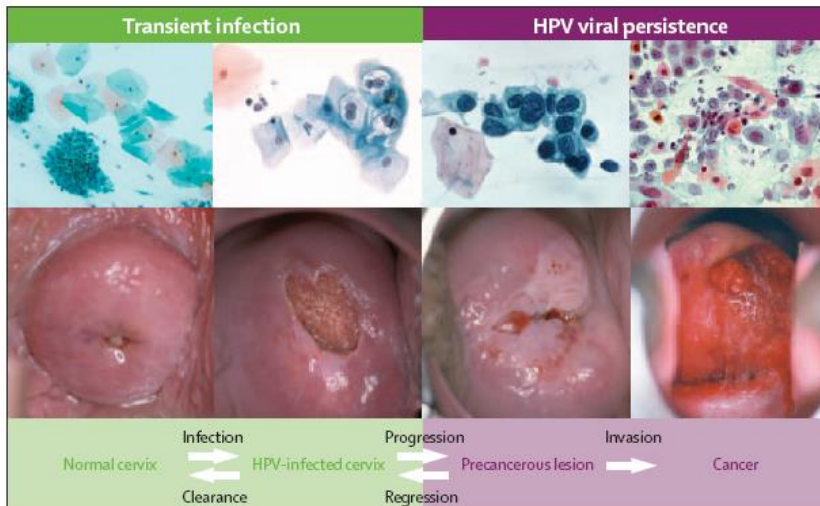 Transient infection
HPV viral persistence
Infection
Progression
Invasion
Normal cervix
HPV-infected cervix
Precancerous lesion
Cancer
Clearance
Regression